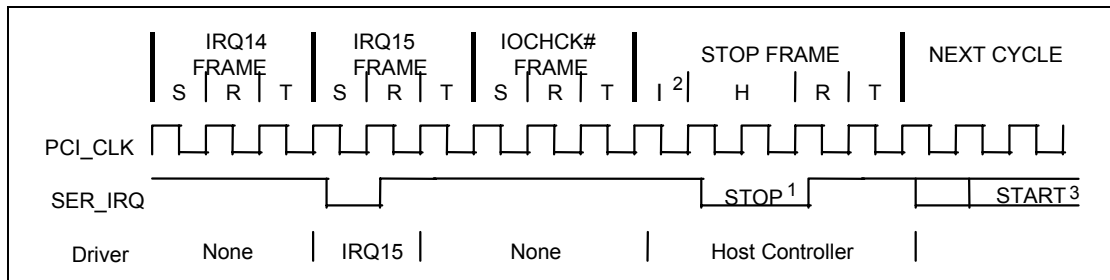 IRQ14 FRAME
IRQ15 FRAME
IOCHCK# FRAME
STOP FRAME
NEXT CYCLE
S R T S R T S R T I 2 H R T
PCI_CLK
SER_IRQ STOP 1 START 3
Driver None IRQ15 None Host Controller